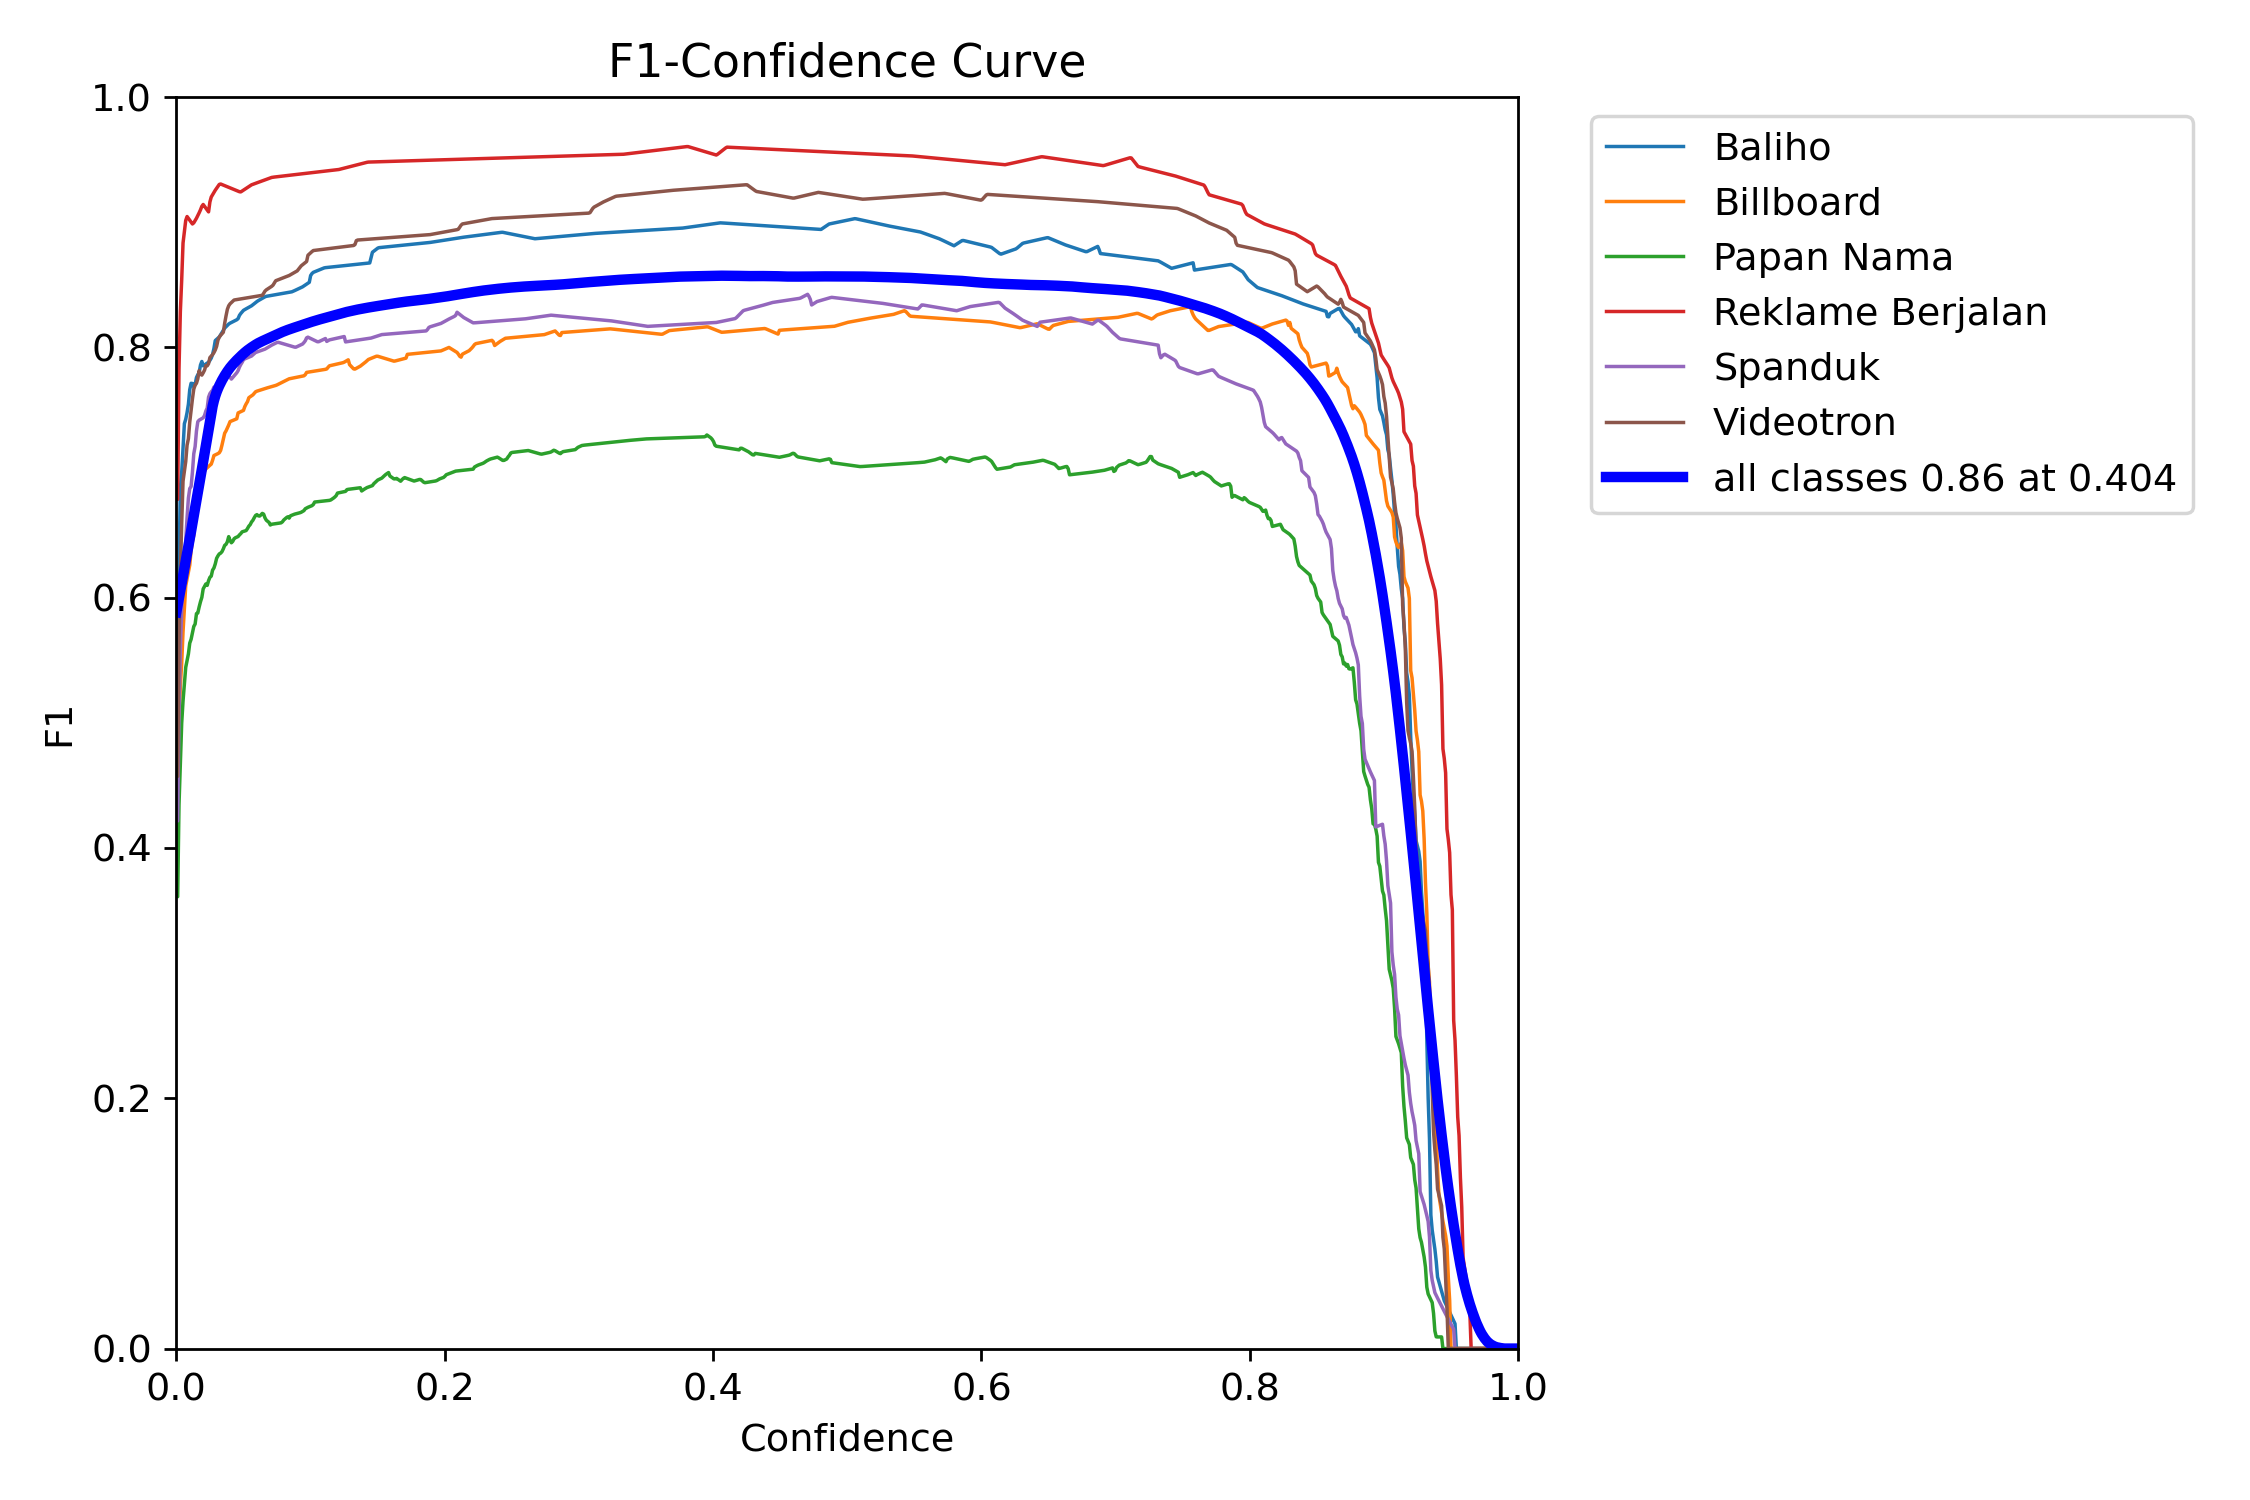 F1-Confidence Curve
1.0
0.8
0.6
0.4
0.2
0.0
F1
0.0 0.2 0.4 0.6 0.8 1.0
Confidence
Baliho
Billboard
Papan Nama
Reklame Berjalan
Spanduk
Videotron
all classes 0.86 at 0.404